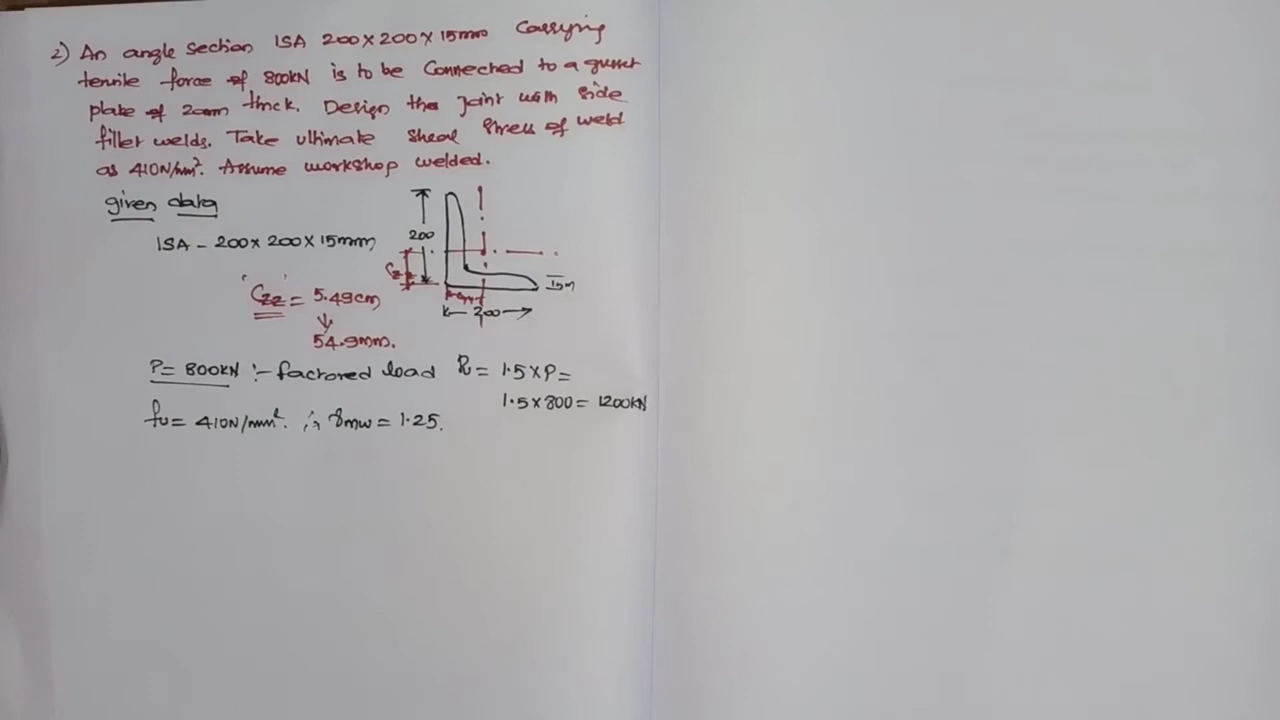 2) An angle section ISA 200×200×15mm Carrying
tensile force of 800KN is to be Connected to a gusset
plate of 20mm thick. Design the Joint with side
fillet welds. Take ultimate shear stress of weld
as 410N/mm². Assume workshop welded.
given data
ISA - 200×200×15mm
200
Czz
15m
200
Czz = 5.49cm
54.9mm.
P= 800KN :- factored load Pu = 1.5×P=
1.5×800= 1200KN
fu= 410N/mm². ∴ γmw = 1.25.